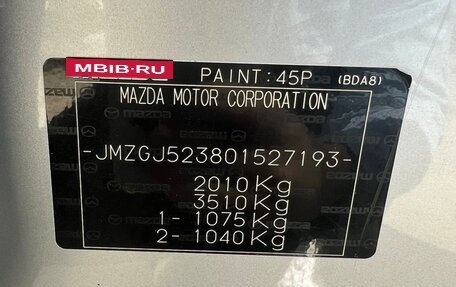 MBIB.RU PAINT:45P (BDA8)
MAZDA MOTOR CORPORATION
-JMZGJ523801527193-
2010Kg
3510Kg
1- 1075Kg
2- 1040Kg